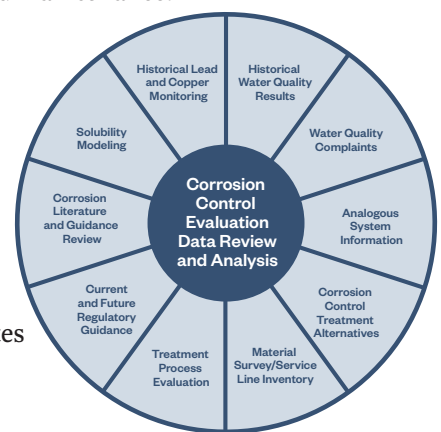 Corrosion
Control
Evaluation
Data Review
and Analysis
Historical
Water Quality
Results
Water Quality
Complaints
Analogous
System
Information
Corrosion
Control
Treatment
Alternatives
Material
Survey/Service
Line Inventory
Treatment
Process
Evaluation
Current
and Future
Regulatory
Guidance
Corrosion
Literature
and Guidance
Review
Solubility
Modeling
Historical Lead
and Copper
Monitoring